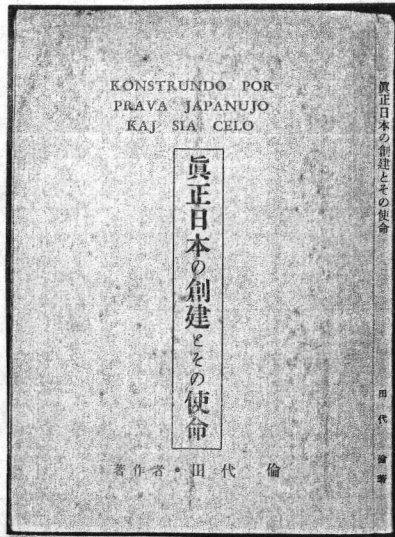 KONSTRUNDO POR
PRAVA JAPANUJO
KAJ SIA CELO
眞正日本の創建とその使命
著作者・田代 倫
眞正日本の創建とその使命
田代 倫著